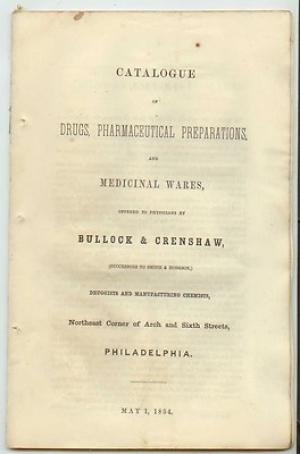 CATALOGUE
OF
DRUGS, PHARMACEUTICAL PREPARATIONS,
AND
MEDICINAL WARES,
OFFERED TO PHYSICIANS BY
BULLOCK & CRENSHAW,
(SUCCESSORS TO SMITH & HODGSON,)
DRUGGISTS AND MANUFACTURING CHEMISTS,
Northeast Corner of Arch and Sixth Streets,
PHILADELPHIA.
MAY 1, 1854.